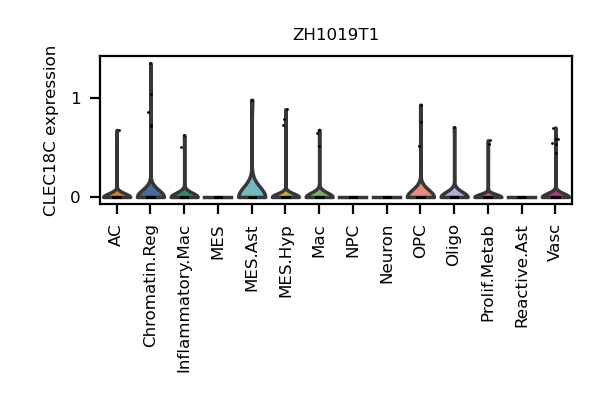 ZH1019T1
CLEC18C expression
1
0
AC
Chromatin.Reg
Inflammatory.Mac
MES
MES.Ast
MES.Hyp
Mac
NPC
Neuron
OPC
Oligo
Prolif.Metab
Reactive.Ast
Vasc